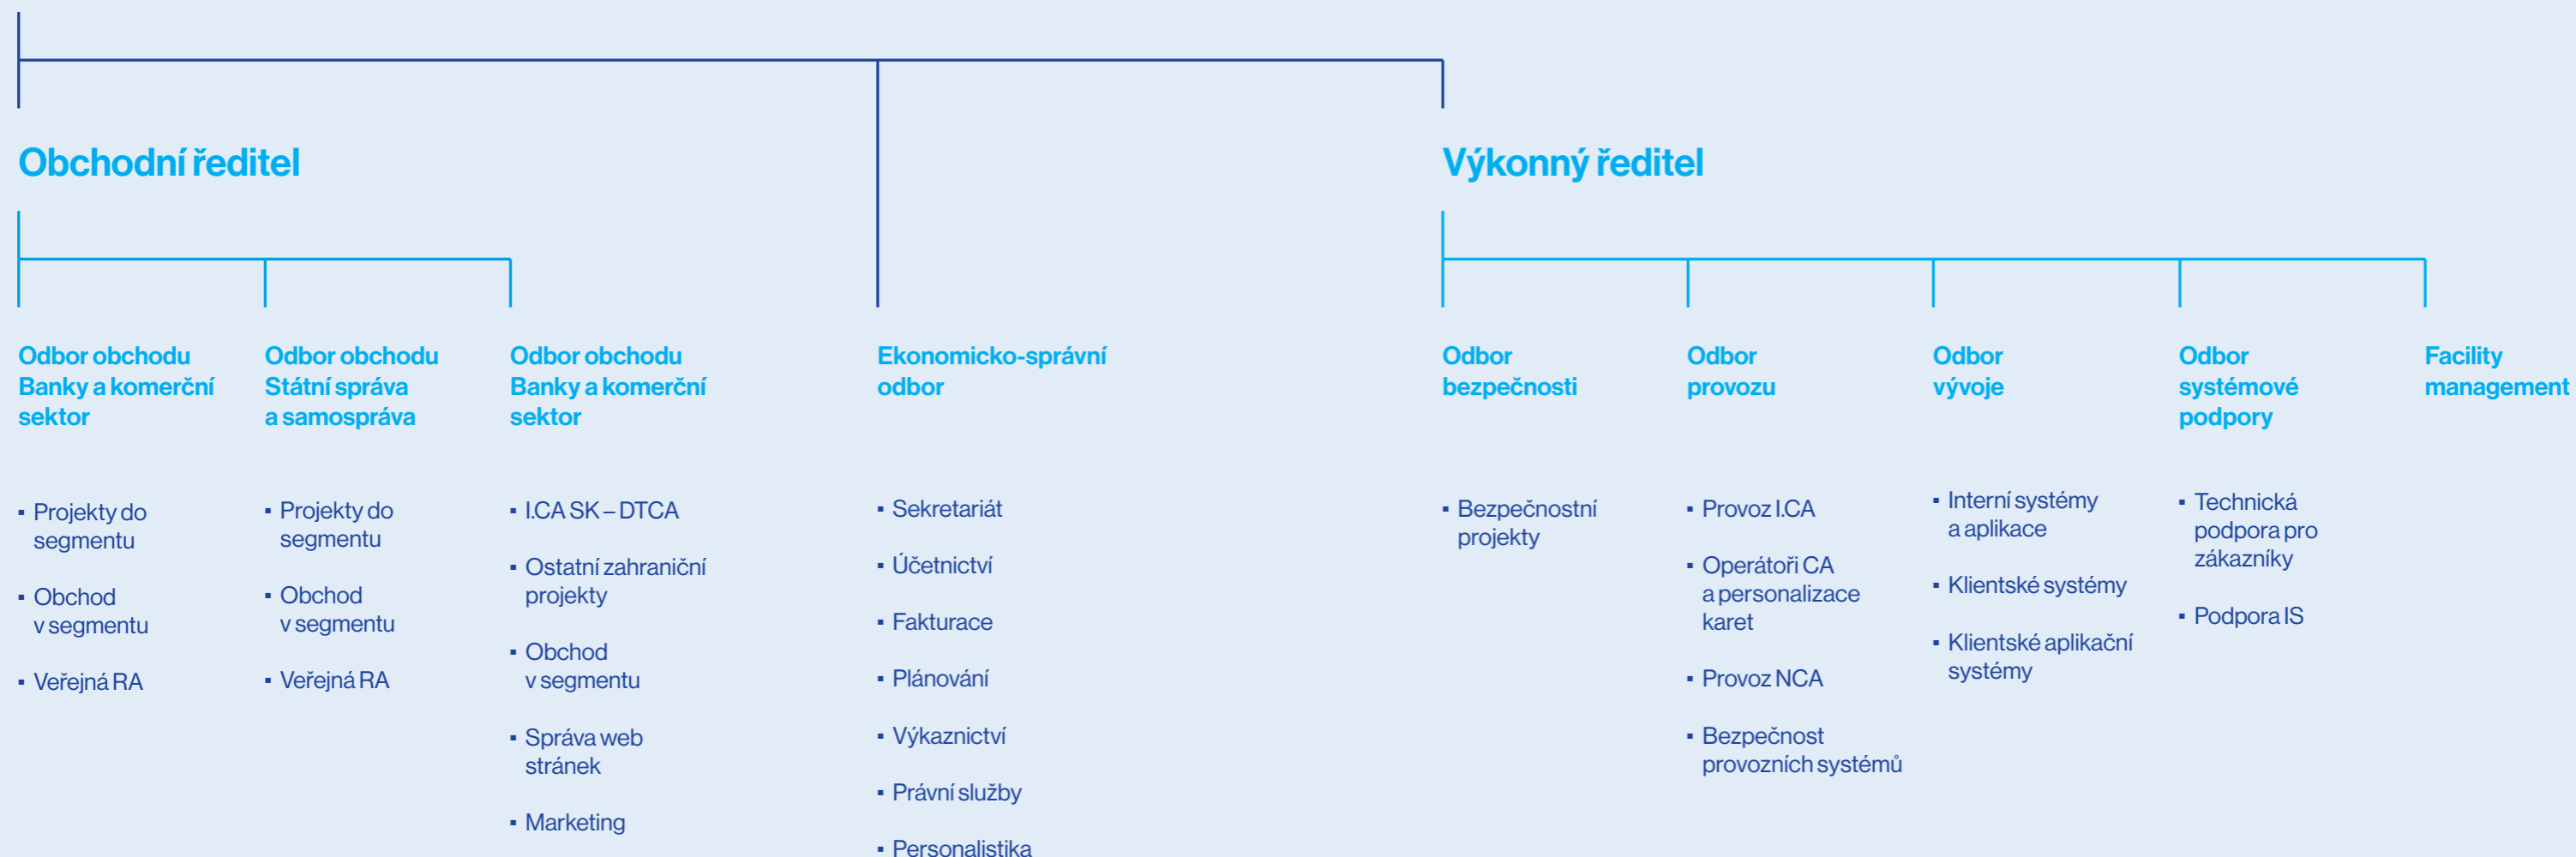 Obchodní ředitel
Výkonný ředitel
Odbor obchodu
Banky a komerční
sektor
Projekty do
segmentu
Obchod
v segmentu
Veřejná RA
Odbor obchodu
Státní správa
a samospráva
Projekty do
segmentu
Obchod
v segmentu
Veřejná RA
Odbor obchodu
Banky a komerční
sektor
I.CA SK – DTCA
Ostatní zahraniční
projekty
Obchod
v segmentu
Správa web
stránek
Marketing
Ekonomicko-správní
odbor
Sekretariát
Účetnictví
Fakturace
Plánování
Výkaznictví
Právní služby
Personalistika
Odbor
bezpečnosti
Bezpečnostní
projekty
Odbor
provozu
Provoz I.CA
Operátoři CA
a personalizace
karet
Provoz NCA
Bezpečnost
provozních systémů
Odbor
vývoje
Interní systémy
a aplikace
Klientské systémy
Klientské aplikační
systémy
Odbor
systémové
podpory
Technická
podpora pro
zákazníky
Podpora IS
Facility
management